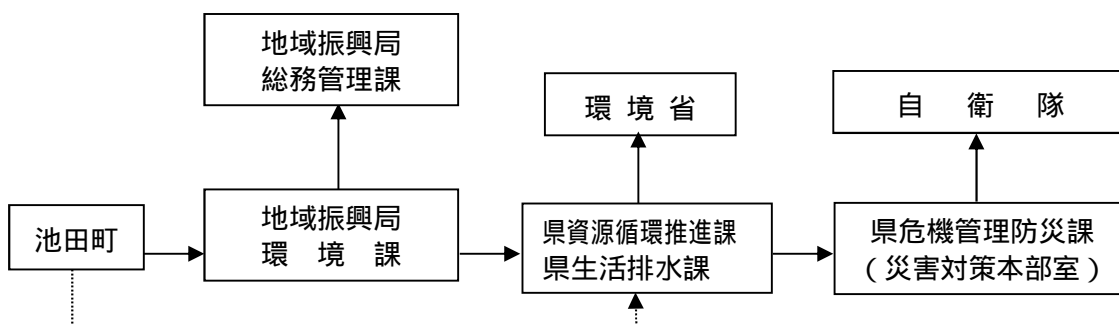 地域振興局
総務管理課
環 境 省
自 衛 隊
池田町
地域振興局
環 境 課
県資源循環推進課
県生活排水課
県危機管理防災課
（災害対策本部室）